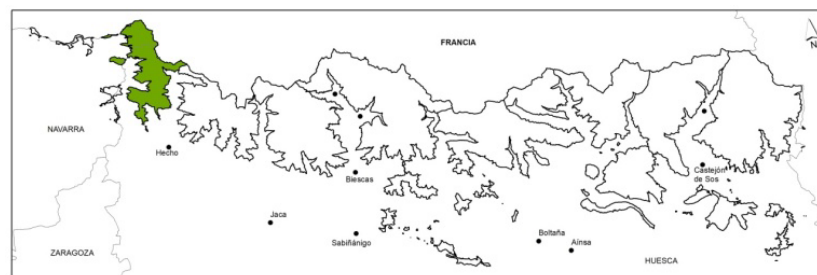 FRANCIA
N
NAVARRA
Hecho
Biescas
Castejón
de Sos
Jaca
Sabiñánigo
Boltaña
Aínsa
ZARAGOZA
HUESCA